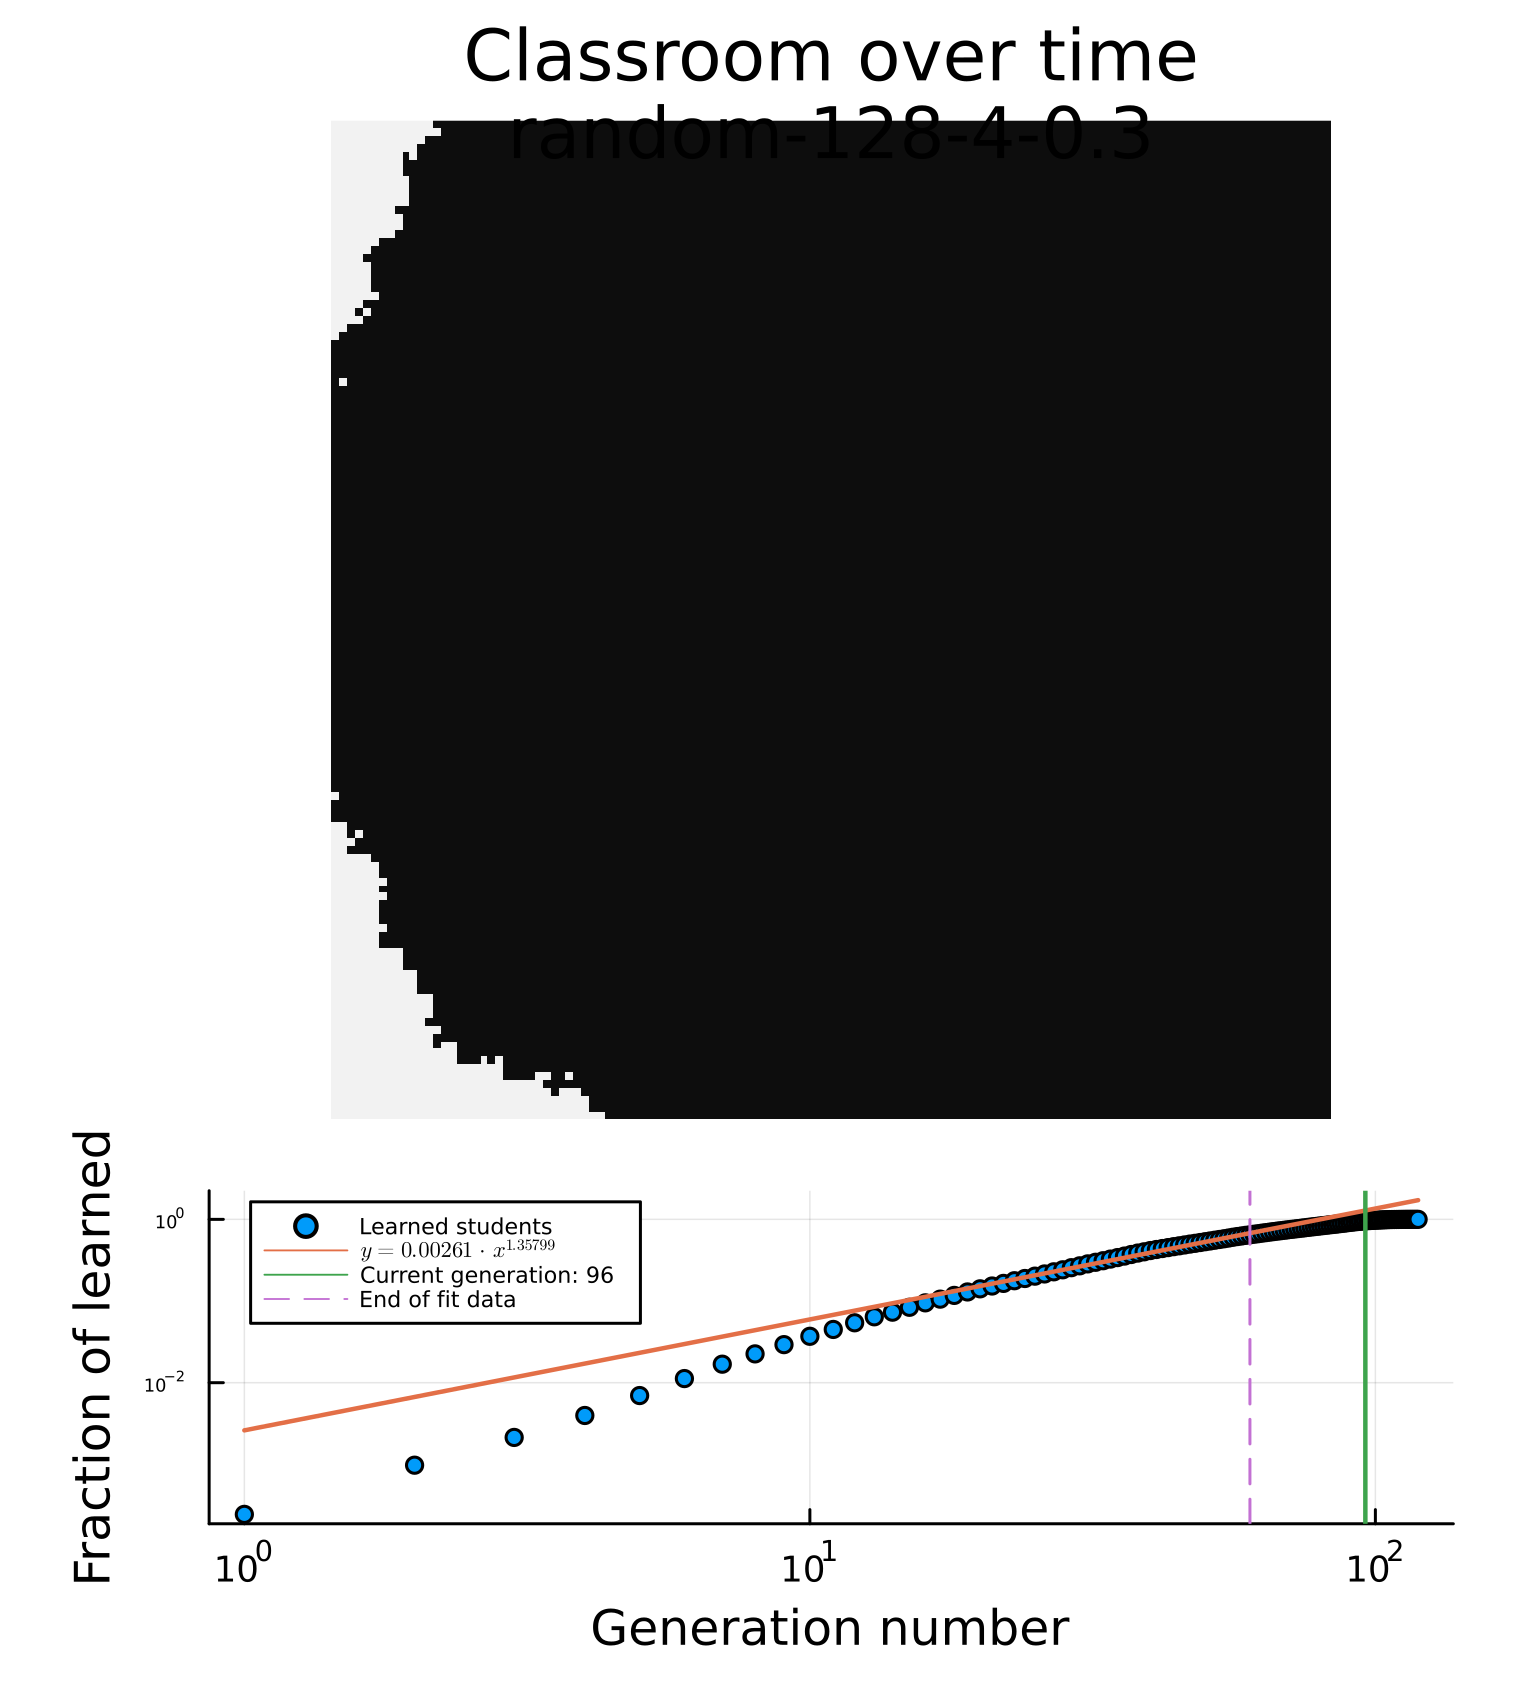 Classroom over time
random-128-4-0.3
Fraction of learned
10⁰
10⁻²
Learned students
y = 0.00261 · x^1.35799
Current generation: 96
End of fit data
10⁰ 10¹ 10²
Generation number